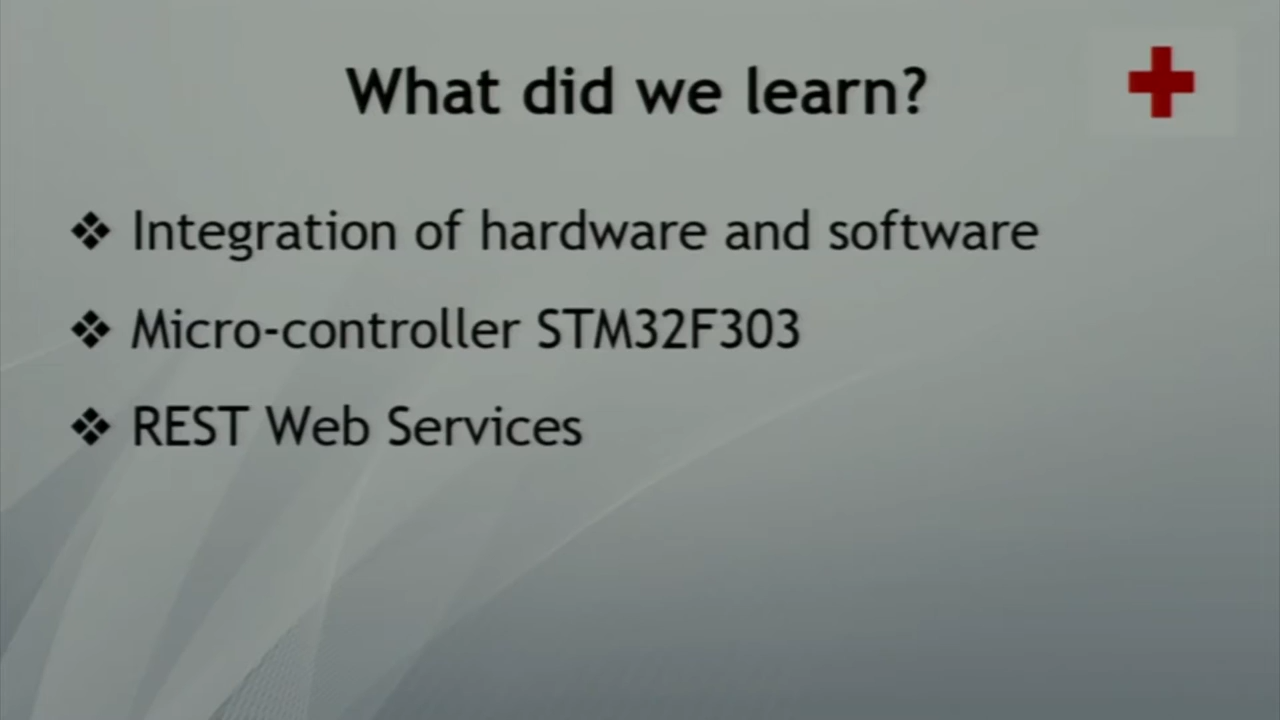 What did we learn?
❖ Integration of hardware and software
❖ Micro-controller STM32F303
❖ REST Web Services